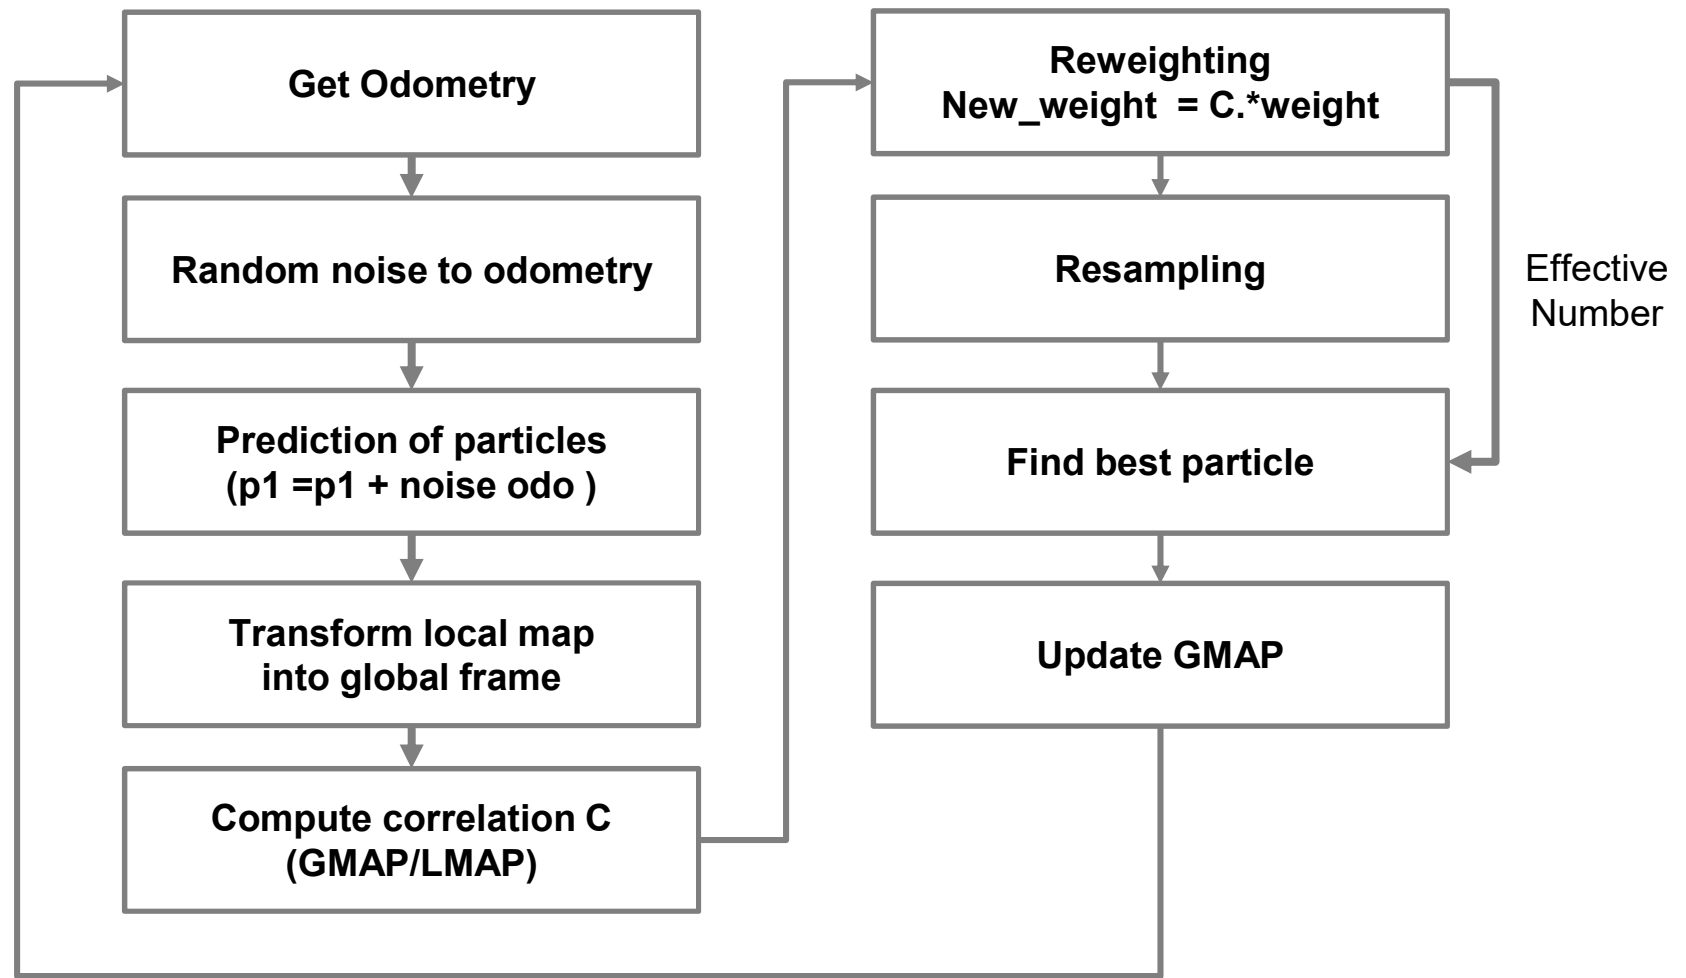 Get Odometry
Random noise to odometry
Prediction of particles
(p1 =p1 + noise odo )
Transform local map
into global frame
Compute correlation C
(GMAP/LMAP)
Reweighting
New_weight  = C.*weight
Resampling
Effective
Number
Find best particle
Update GMAP